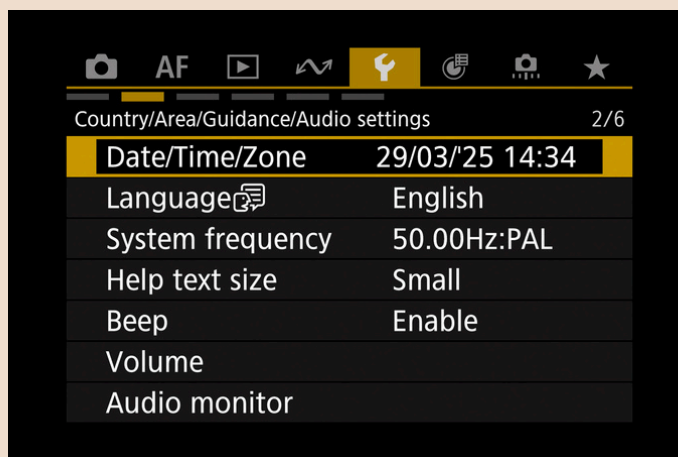 AF
Country/Area/Guidance/Audio settings 2/6
Date/Time/Zone 29/03/'25 14:34
Language English
System frequency 50.00Hz:PAL
Help text size Small
Beep Enable
Volume
Audio monitor